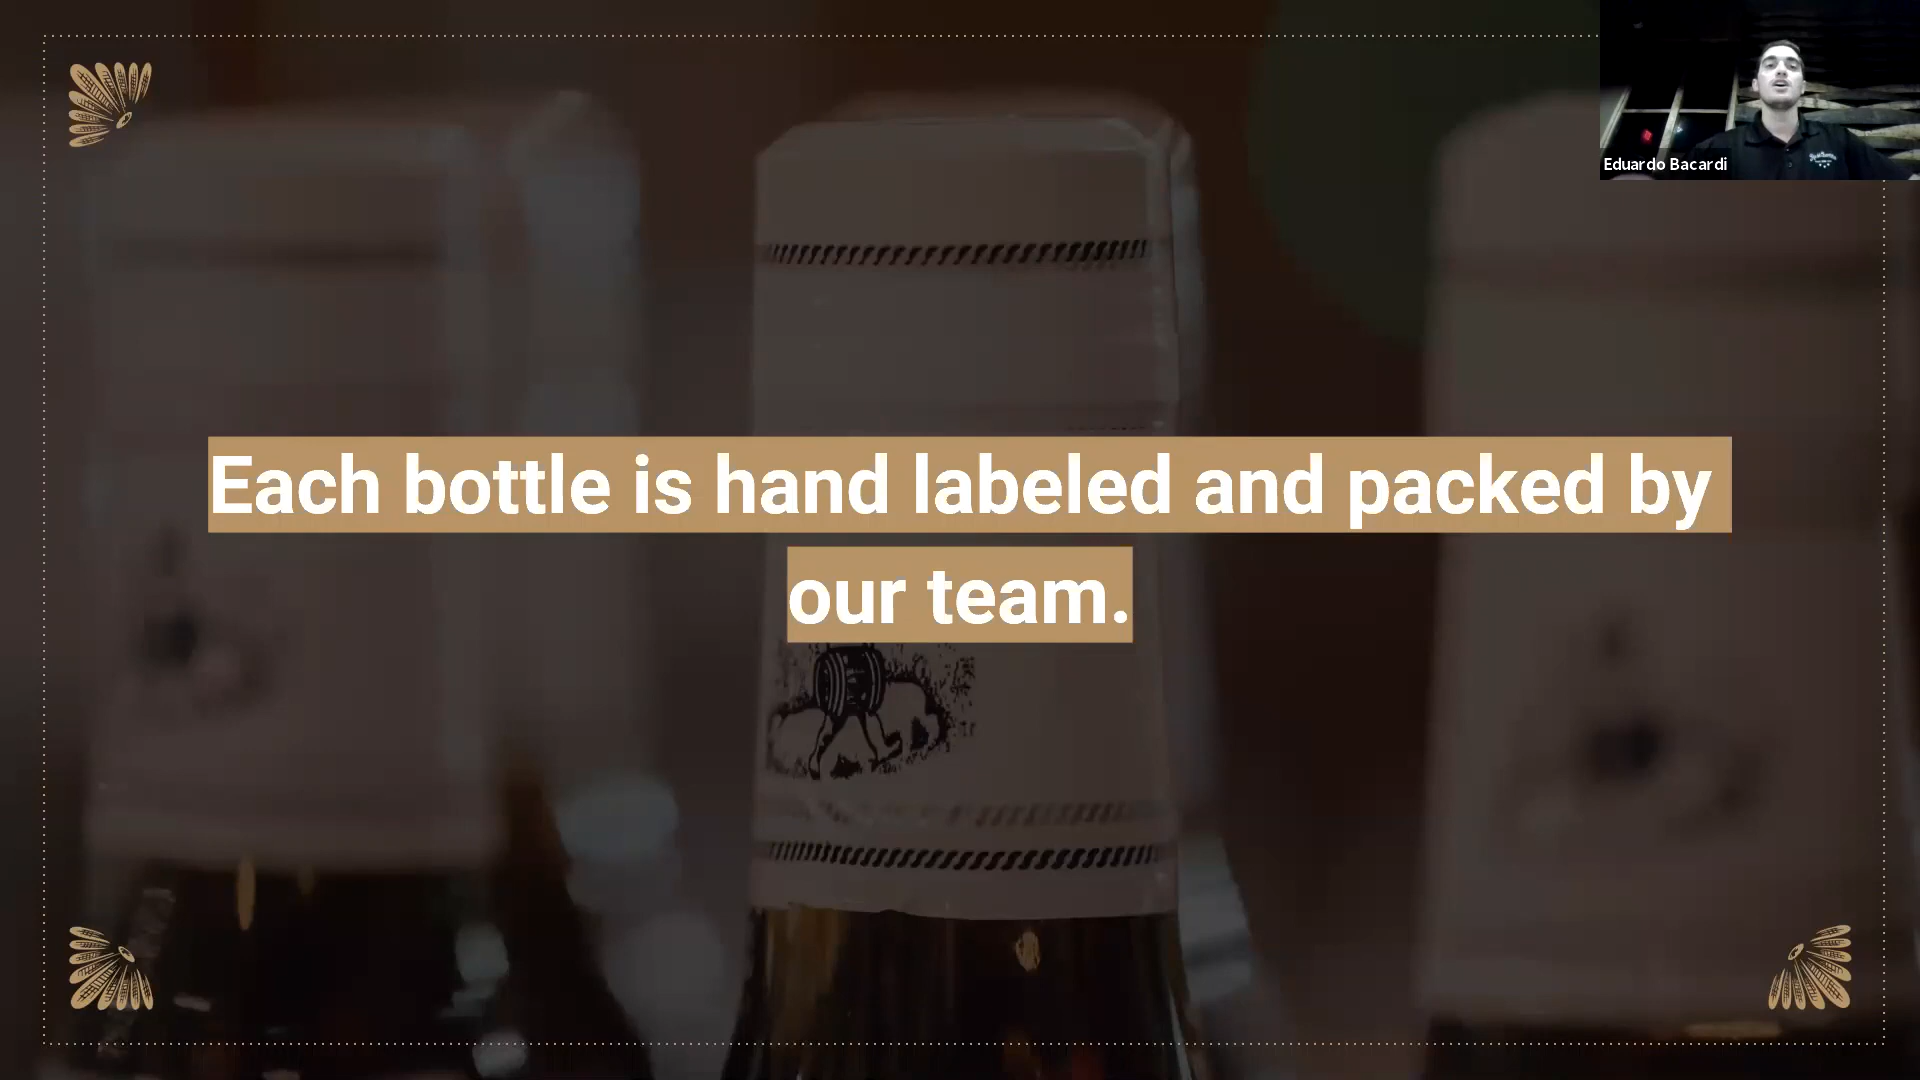 Eduardo Bacardi
Each bottle is hand labeled and packed by
our team.